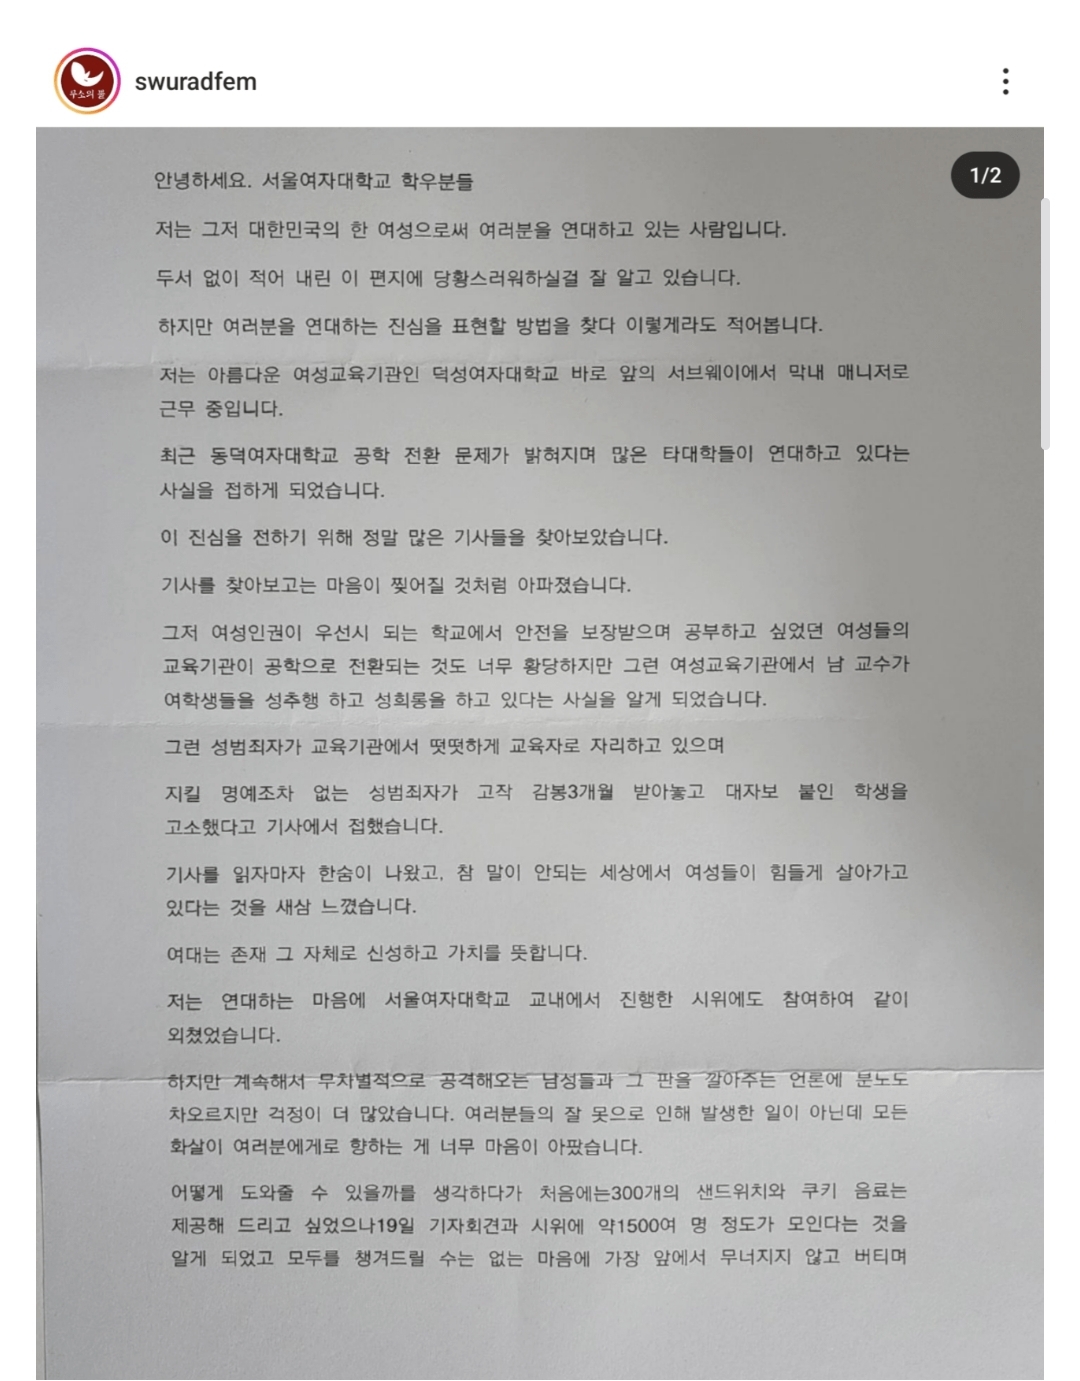 swuradfem
무소의 뿔
1/2
안녕하세요. 서울여자대학교 학우분들
저는 그저 대한민국의 한 여성으로써 여러분을 연대하고 있는 사람입니다.
두서 없이 적어 내린 이 편지에 당황스러워하실걸 잘 알고 있습니다.
하지만 여러분을 연대하는 진심을 표현할 방법을 찾다 이렇게라도 적어봅니다.
저는 아름다운 여성교육기관인 덕성여자대학교 바로 앞의 서브웨이에서 막내 매니저로
근무 중입니다.
최근 동덕여자대학교 공학 전환 문제가 밝혀지며 많은 타대학들이 연대하고 있다는
사실을 접하게 되었습니다.
이 진심을 전하기 위해 정말 많은 기사들을 찾아보았습니다.
기사를 찾아보고는 마음이 찢어질 것처럼 아파졌습니다.
그저 여성인권이 우선시 되는 학교에서 안전을 보장받으며 공부하고 싶었던 여성들의
교육기관이 공학으로 전환되는 것도 너무 황당하지만 그런 여성교육기관에서 남 교수가
여학생들을 성추행 하고 성희롱을 하고 있다는 사실을 알게 되었습니다.
그런 성범죄자가 교육기관에서 떳떳하게 교육자로 자리하고 있으며
지킬 명예조차 없는 성범죄자가 고작 감봉3개월 받아놓고 대자보 붙인 학생을
고소했다고 기사에서 접했습니다.
기사를 읽자마자 한숨이 나왔고, 참 말이 안되는 세상에서 여성들이 힘들게 살아가고
있다는 것을 새삼 느꼈습니다.
여대는 존재 그 자체로 신성하고 가치를 뜻합니다.
저는 연대하는 마음에 서울여자대학교 교내에서 진행한 시위에도 참여하여 같이
외쳤었습니다.
하지만 계속해서 무차별적으로 공격해오는 남성들과 그 판을 깔아주는 언론에 분노도
차오르지만 걱정이 더 많았습니다. 여러분들의 잘 못으로 인해 발생한 일이 아닌데 모든
화살이 여러분에게로 향하는 게 너무 마음이 아팠습니다.
어떻게 도와줄 수 있을까를 생각하다가 처음에는300개의 샌드위치와 쿠키 음료는
제공해 드리고 싶었으나19일 기자회견과 시위에 약1500여 명 정도가 모인다는 것을
알게 되었고 모두를 챙겨드릴 수는 없는 마음에 가장 앞에서 무너지지 않고 버티며